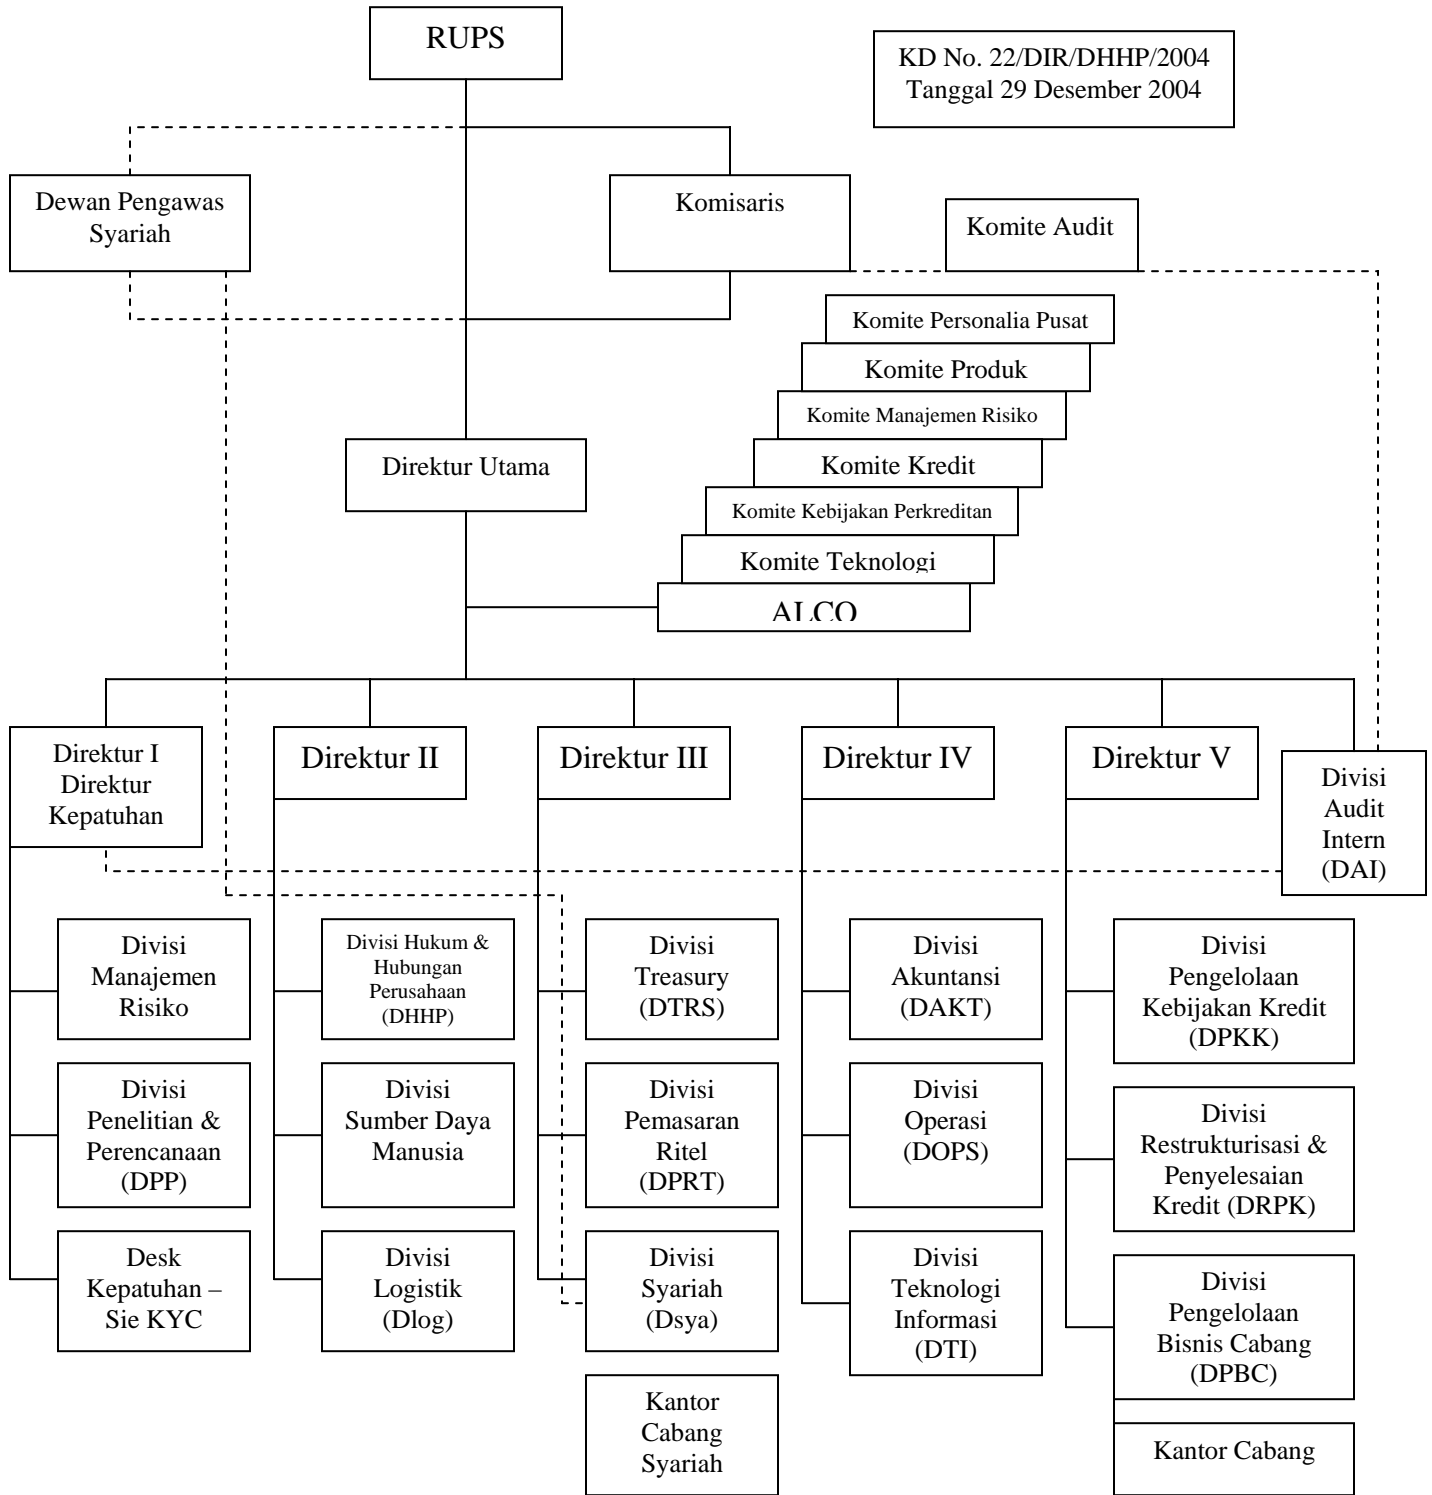 RUPS
KD No. 22/DIR/DHHP/2004
Tanggal 29 Desember 2004
Dewan Pengawas
Syariah
Komisaris
Komite Audit
Komite Personalia Pusat
Komite Produk
Komite Manajemen Risiko
Komite Kredit
Komite Kebijakan Perkreditan
Komite Teknologi
ALCO
Direktur Utama
Direktur I
Direktur
Kepatuhan
Direktur II
Direktur III
Direktur IV
Direktur V
Divisi
Audit
Intern
(DAI)
Divisi
Manajemen
Risiko
Divisi
Penelitian &
Perencanaan
(DPP)
Desk
Kepatuhan –
Sie KYC
Divisi Hukum &
Hubungan
Perusahaan
(DHHP)
Divisi
Sumber Daya
Manusia
Divisi
Logistik
(Dlog)
Divisi
Treasury
(DTRS)
Divisi
Pemasaran
Ritel
(DPRT)
Divisi
Syariah
(Dsya)
Kantor
Cabang
Syariah
Divisi
Akuntansi
(DAKT)
Divisi
Operasi
(DOPS)
Divisi
Teknologi
Informasi
(DTI)
Divisi
Pengelolaan
Kebijakan Kredit
(DPKK)
Divisi
Restrukturisasi &
Penyelesaian
Kredit (DRPK)
Divisi
Pengelolaan
Bisnis Cabang
(DPBC)
Kantor Cabang